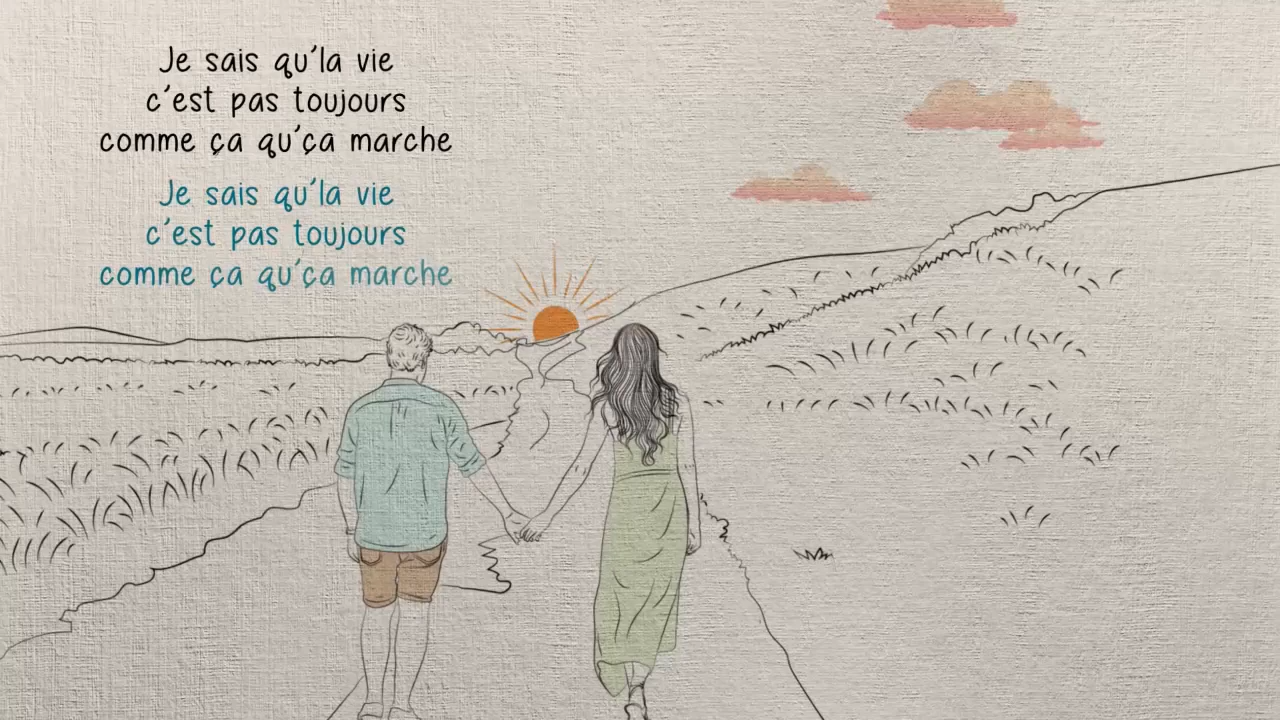 Je sais qu'la vie
c'est pas toujours
comme ça qu'ça marche
Je sais qu'la vie
c'est pas toujours
comme ça qu'ça marche